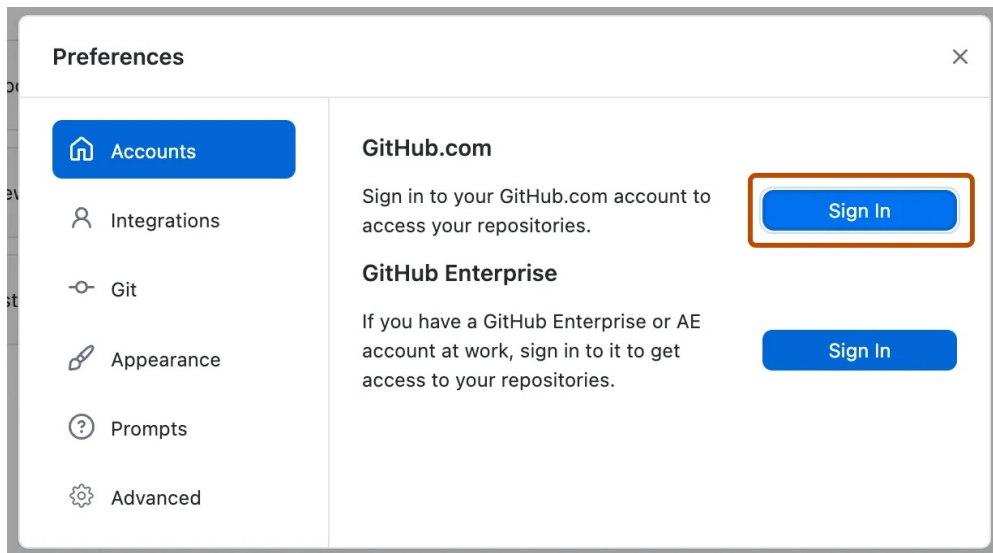 Preferences
Accounts
Integrations
Git
Appearance
Prompts
Advanced
GitHub.com
Sign in to your GitHub.com account to
access your repositories.
Sign In
GitHub Enterprise
If you have a GitHub Enterprise or AE
account at work, sign in to it to get
access to your repositories.
Sign In